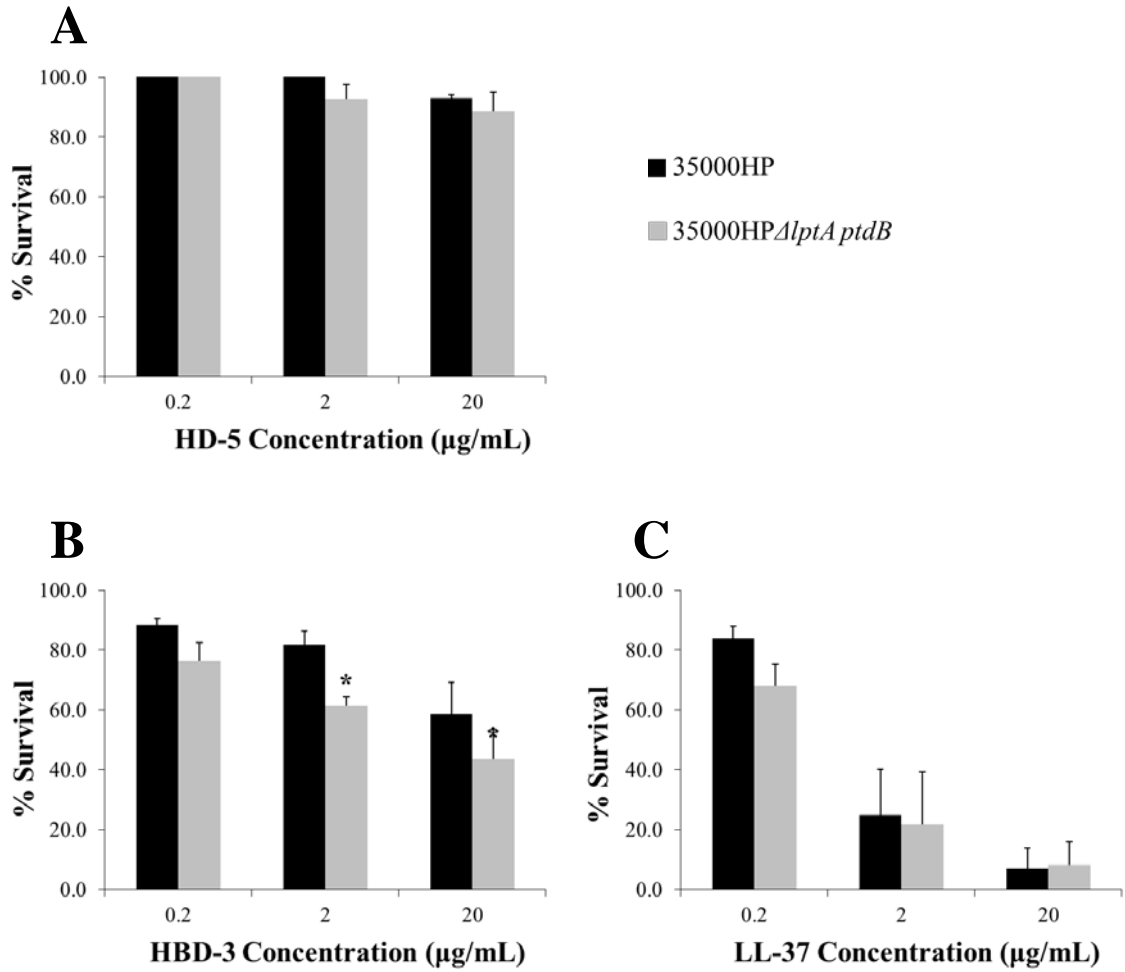 A
100.0
80.0
60.0
40.0
20.0
0.0
% Survival
0.2 2 20
HD-5 Concentration (μg/mL)
35000HP
35000HPΔlptA ptdB
B
100.0
80.0
60.0
40.0
20.0
0.0
% Survival
*
*
0.2 2 20
HBD-3 Concentration (μg/mL)
C
100.0
80.0
60.0
40.0
20.0
0.0
% Survival
0.2 2 20
LL-37 Concentration (μg/mL)